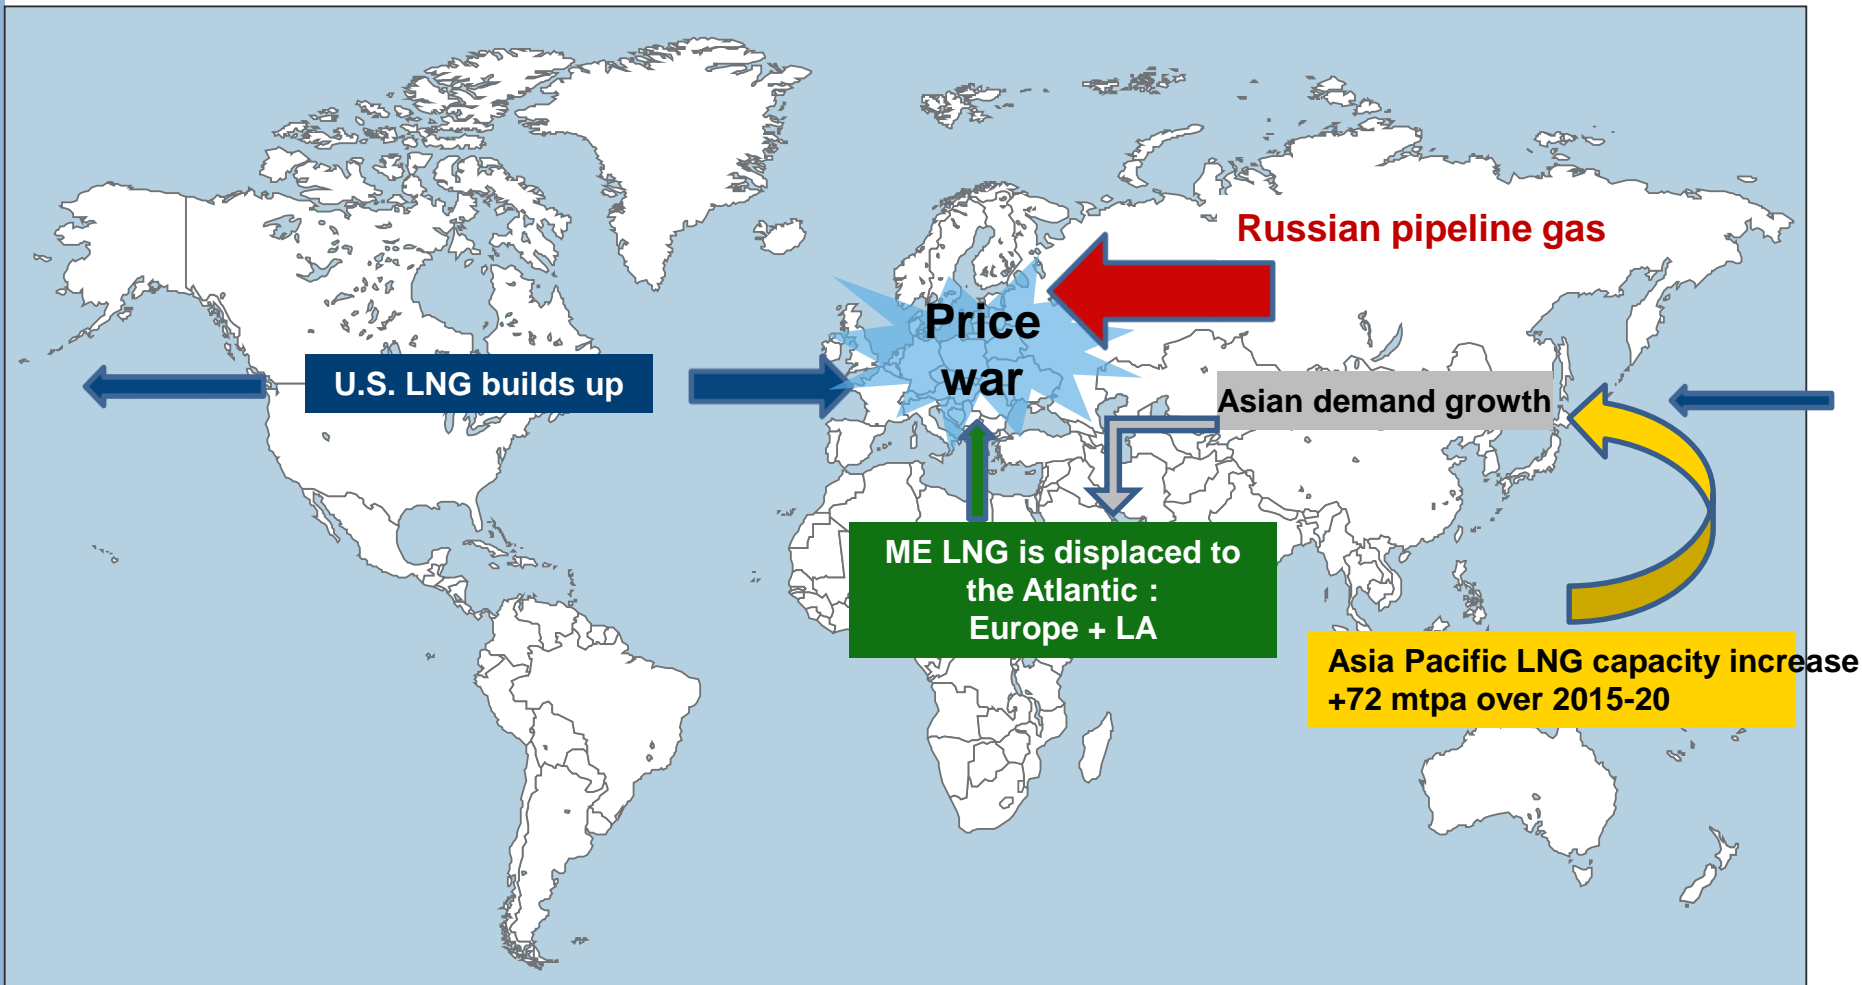 Russian pipeline gas
Price
war
U.S. LNG builds up
Asian demand growth
ME LNG is displaced to
the Atlantic :
Europe + LA
Asia Pacific LNG capacity increase
+72 mtpa over 2015-20